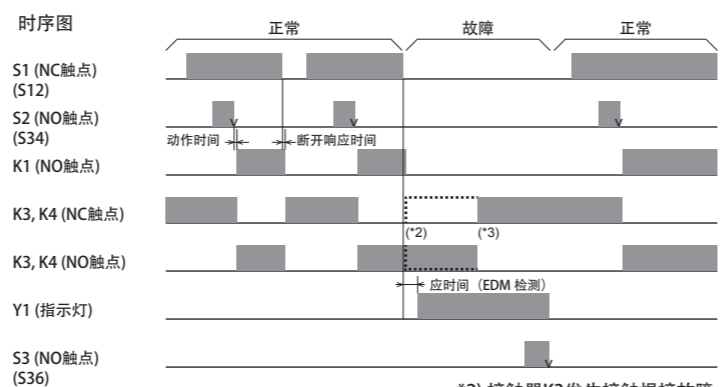 时序图
正常 故障 正常
S1 (NC触点)
(S12)
S2 (NO触点)
(S34)
动作时间 断开响应时间
K1 (NO触点)
K3, K4 (NC触点)
(*2) (*3)
K3, K4 (NO触点)
应时间（EDM 检测）
Y1 (指示灯)
S3 (NO触点)
(S36)